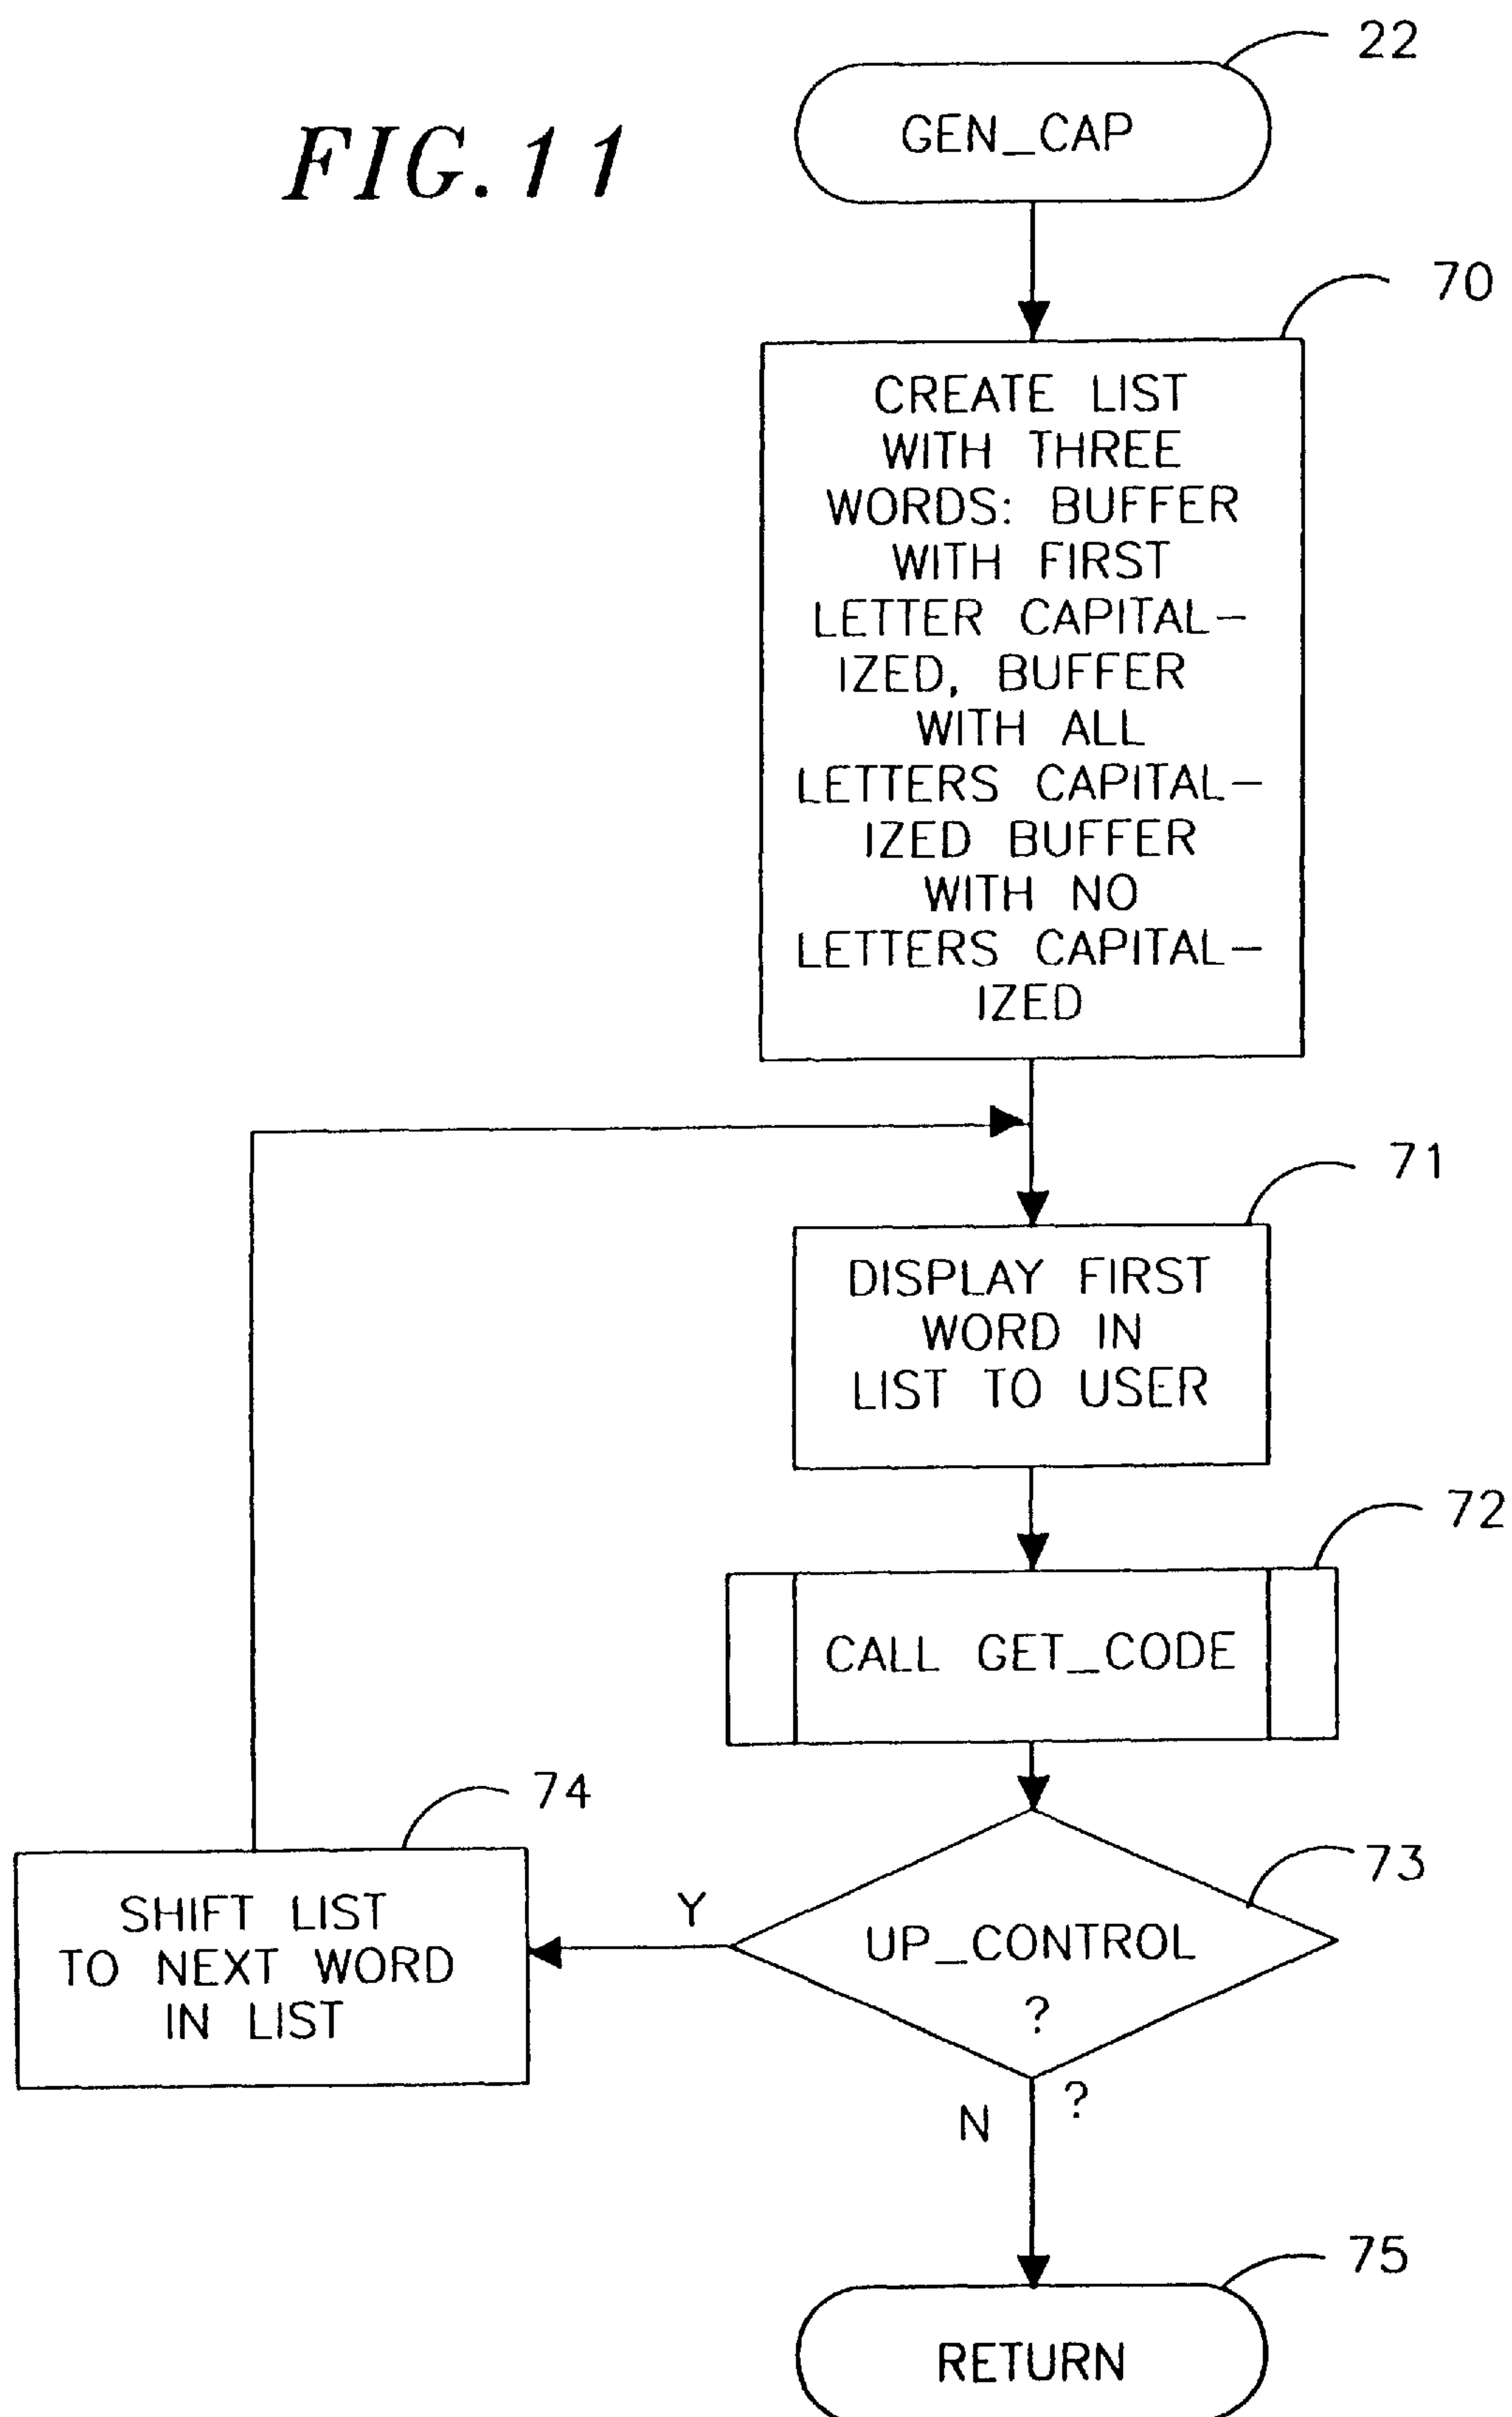 22
FIG. 11
GEN_CAP
70
CREATE LIST
WITH THREE
WORDS: BUFFER
WITH FIRST
LETTER CAPITAL-
IZED, BUFFER
WITH ALL
LETTERS CAPITAL-
IZED BUFFER
WITH NO
LETTERS CAPITAL-
IZED
71
DISPLAY FIRST
WORD IN
LIST TO USER
72
CALL GET_CODE
74
73
SHIFT LIST
TO NEXT WORD
IN LIST
Y
UP_CONTROL
?
N
?
75
RETURN